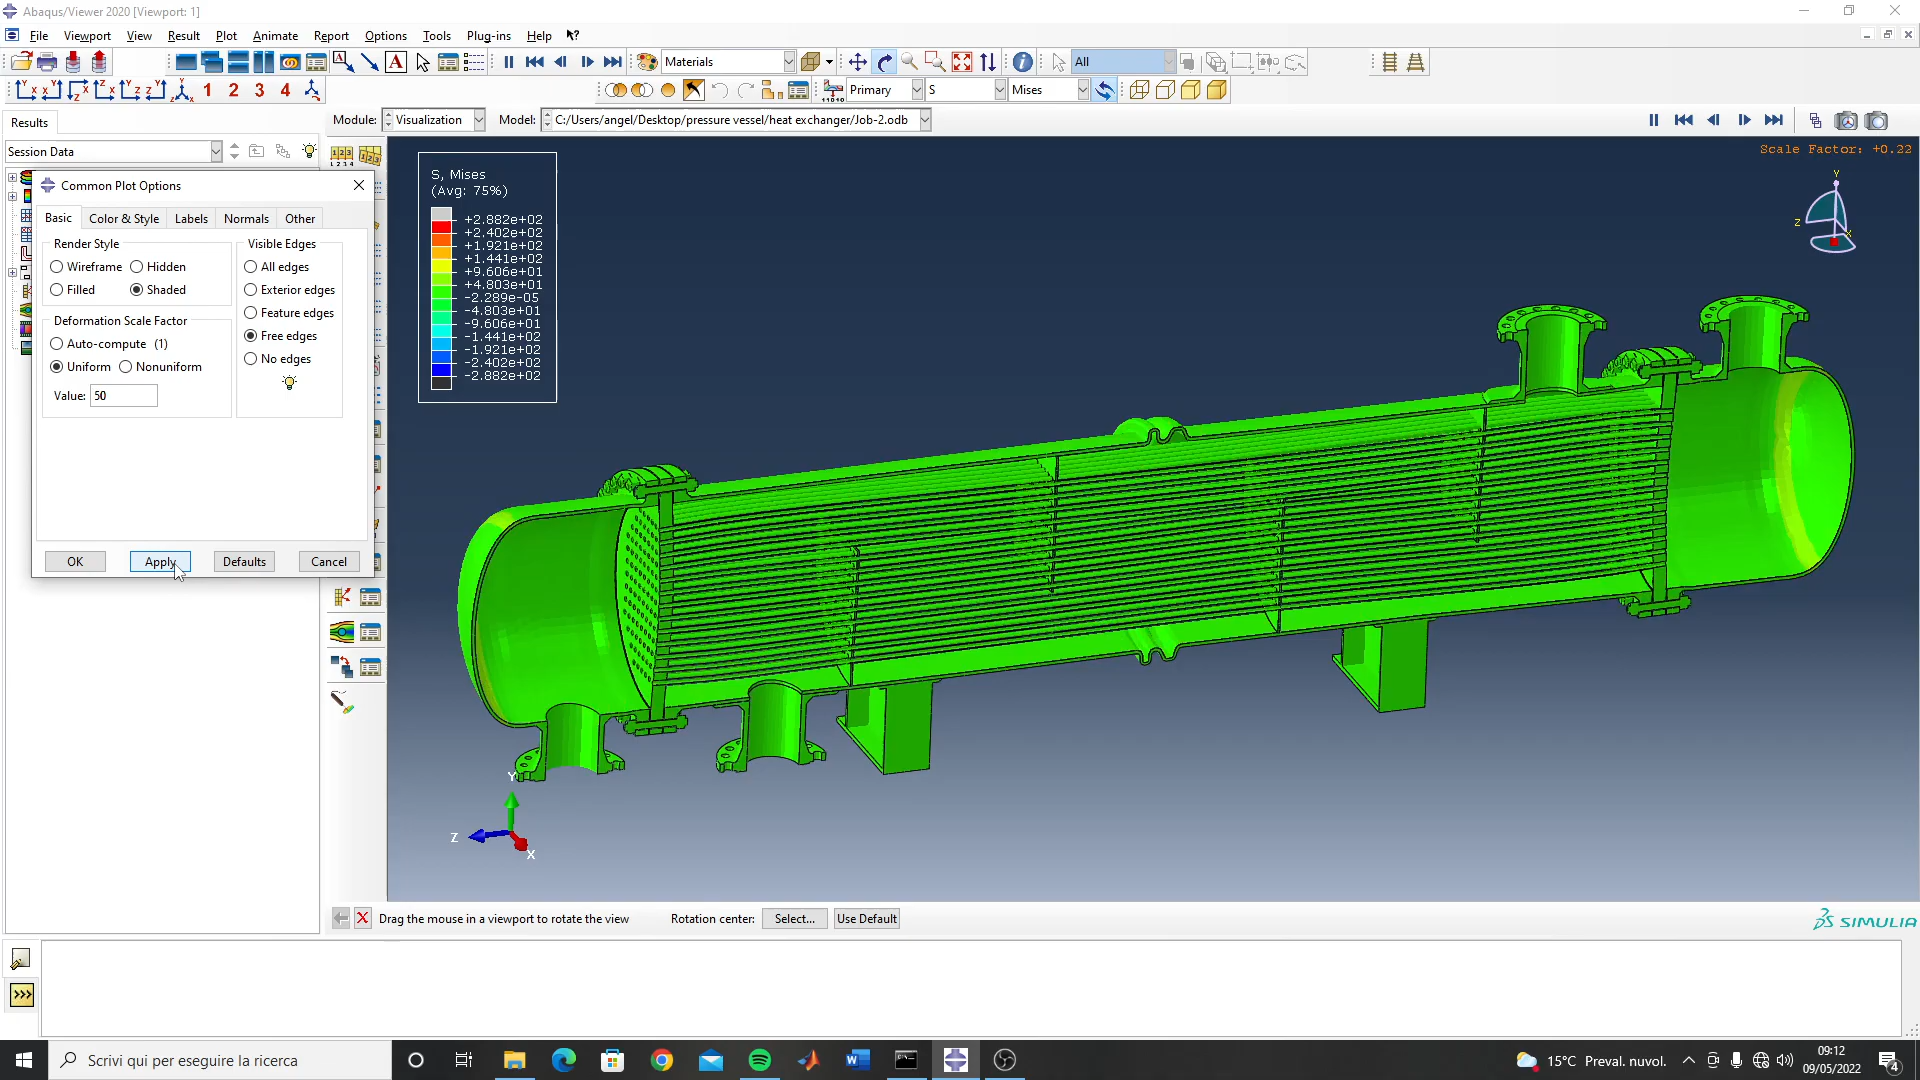 Abaqus/Viewer 2020 [Viewport: 1]
File Viewport View Result Plot Animate Report Options Tools Plug-ins Help
Materials
All
1 2 3 4
Primary
S
Mises
Results
Module: Visualization Model: C:/Users/angel/Desktop/pressure vessel/heat exchanger/Job-2.odb
Session Data
Common Plot Options
Basic Color & Style Labels Normals Other
Render Style
Wireframe Hidden
Filled Shaded
Visible Edges
All edges
Exterior edges
Feature edges
Free edges
No edges
Deformation Scale Factor
Auto-compute (1)
Uniform Nonuniform
Value: 50
OK Apply Defaults Cancel
S, Mises
(Avg: 75%)
+2.882e+02
+2.402e+02
+1.921e+02
+1.441e+02
+9.606e+01
+4.803e+01
-2.289e-05
-4.803e+01
-9.606e+01
-1.441e+02
-1.921e+02
-2.402e+02
-2.882e+02
Scale Factor: +0.22
Y
Z
X
Y
Z
X
Drag the mouse in a viewport to rotate the view Rotation center: Select... Use Default
SIMULIA
>>>
Scrivi qui per eseguire la ricerca
15°C Preval. nuvol.
09:12
09/05/2022
4